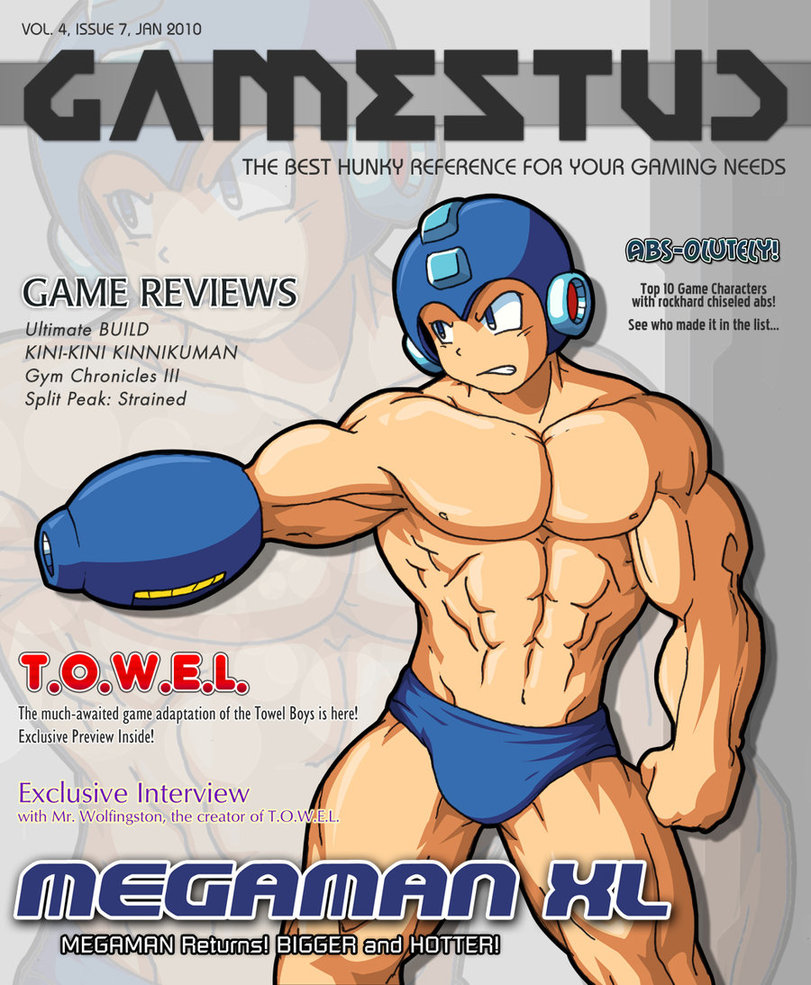 VOL. 4, ISSUE 7, JAN 2010
GAMESTUD
THE BEST HUNKY REFERENCE FOR YOUR GAMING NEEDS
ABS-OLUTELY!
Top 10 Game Characters
with rockhard chiseled abs!
See who made it in the list...
GAME REVIEWS
Ultimate BUILD
KINI-KINI KINNIKUMAN
Gym Chronicles III
Split Peak: Strained
T.O.W.E.L.
The much-awaited game adaptation of the Towel Boys is here!
Exclusive Preview Inside!
Exclusive Interview
with Mr. Wolfingston, the creator of T.O.W.E.L.
MEGAMAN XL
MEGAMAN Returns! BIGGER and HOTTER!